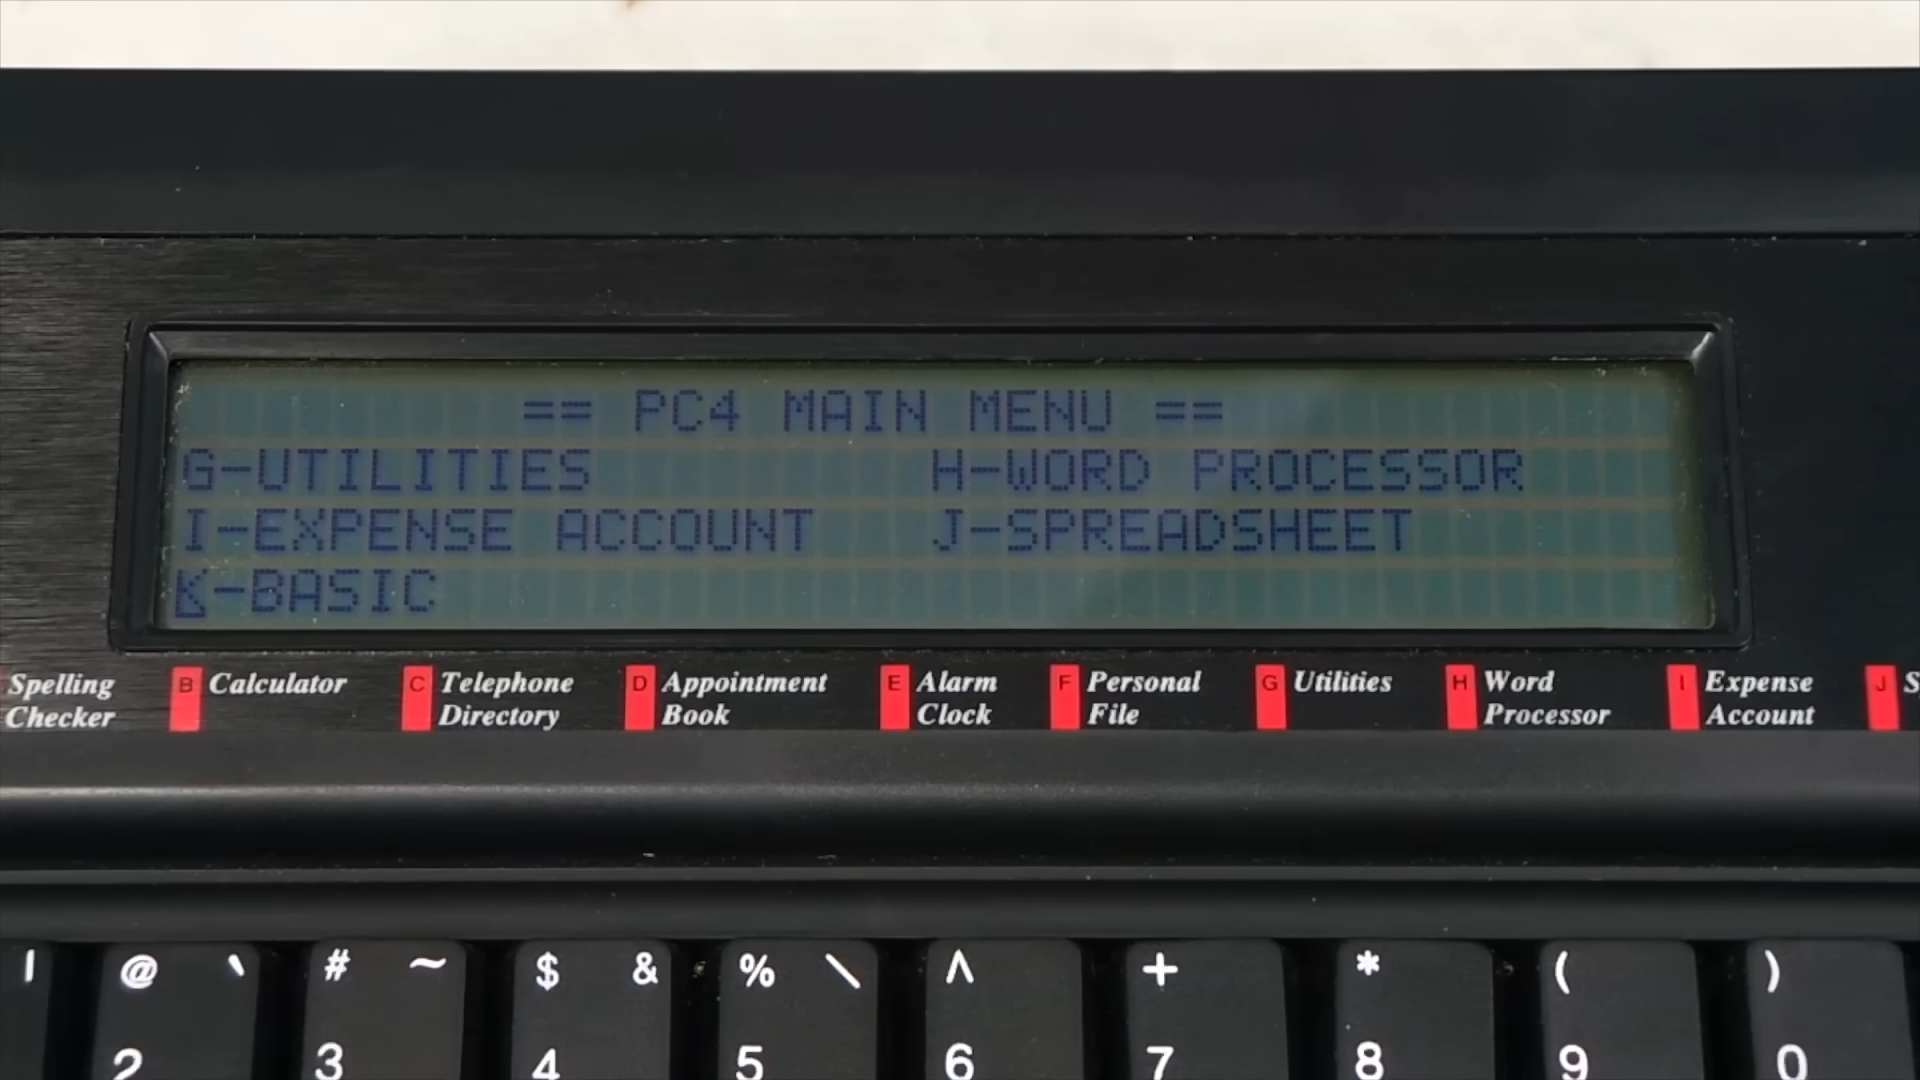 == PC4 MAIN MENU ==
G-UTILITIES H-WORD PROCESSOR
I-EXPENSE ACCOUNT J-SPREADSHEET
K-BASIC
Spelling Checker
B Calculator
C Telephone Directory
D Appointment Book
E Alarm Clock
F Personal File
G Utilities
H Word Processor
I Expense Account
J S
| @ ` # ~ $ & % \ ^ + * ( )
2 3 4 5 6 7 8 9 0